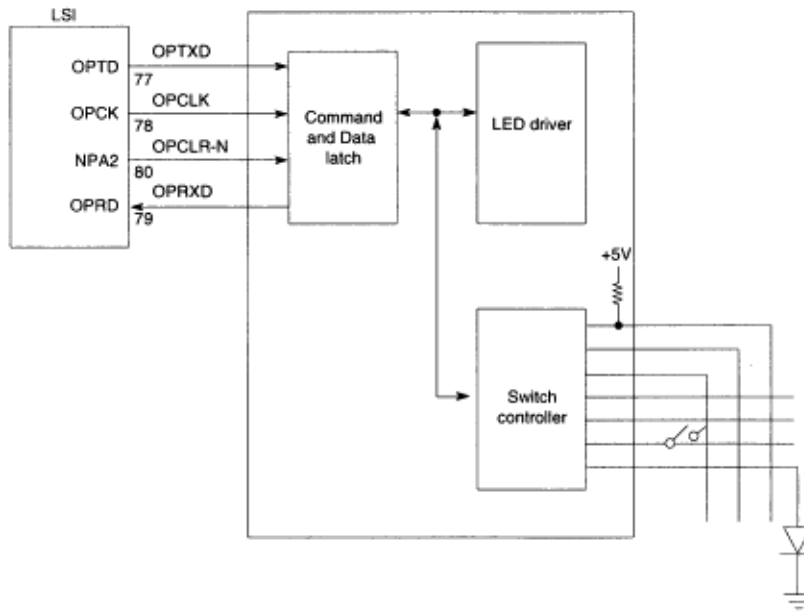 LSI
OPTD
77
OPTXD
OPCK
78
OPCLK
NPA2
80
OPCLR-N
OPRD
79
OPRXD
Command
and Data
latch
LED driver
+5V
Switch
controller